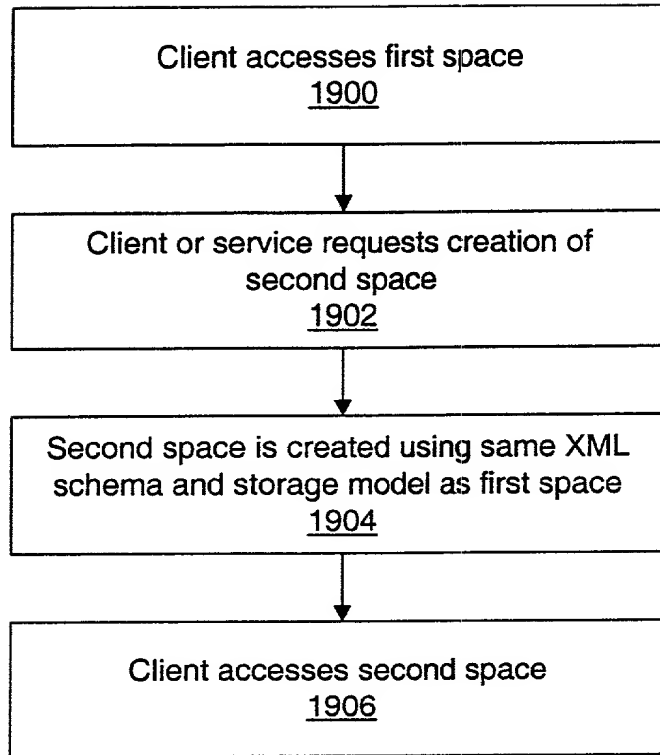 Client accesses first space
1900
Client or service requests creation of
second space
1902
Second space is created using same XML
schema and storage model as first space
1904
Client accesses second space
1906